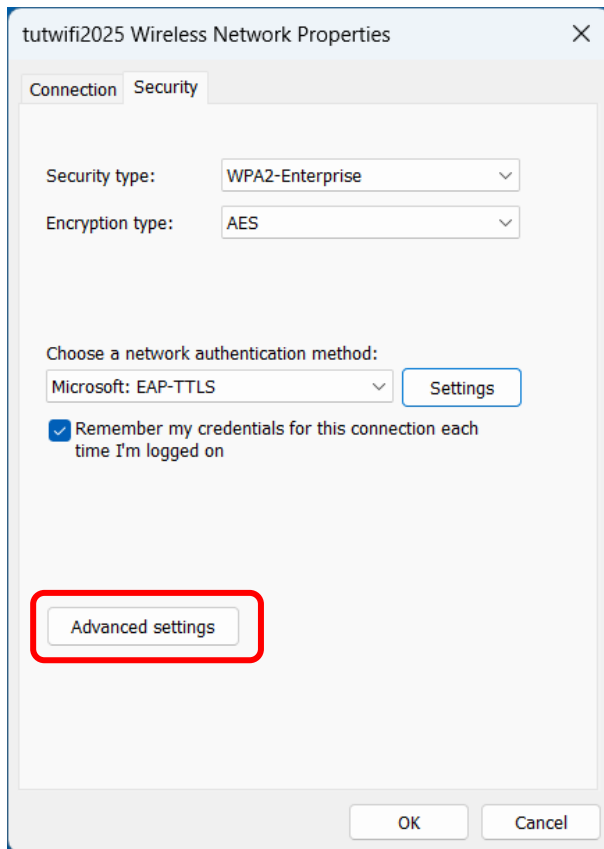 tutwifi2025 Wireless Network Properties
Connection
Security
Security type:
WPA2-Enterprise
Encryption type:
AES
Choose a network authentication method:
Microsoft: EAP-TTLS
Settings
Remember my credentials for this connection each
time I'm logged on
Advanced settings
OK
Cancel